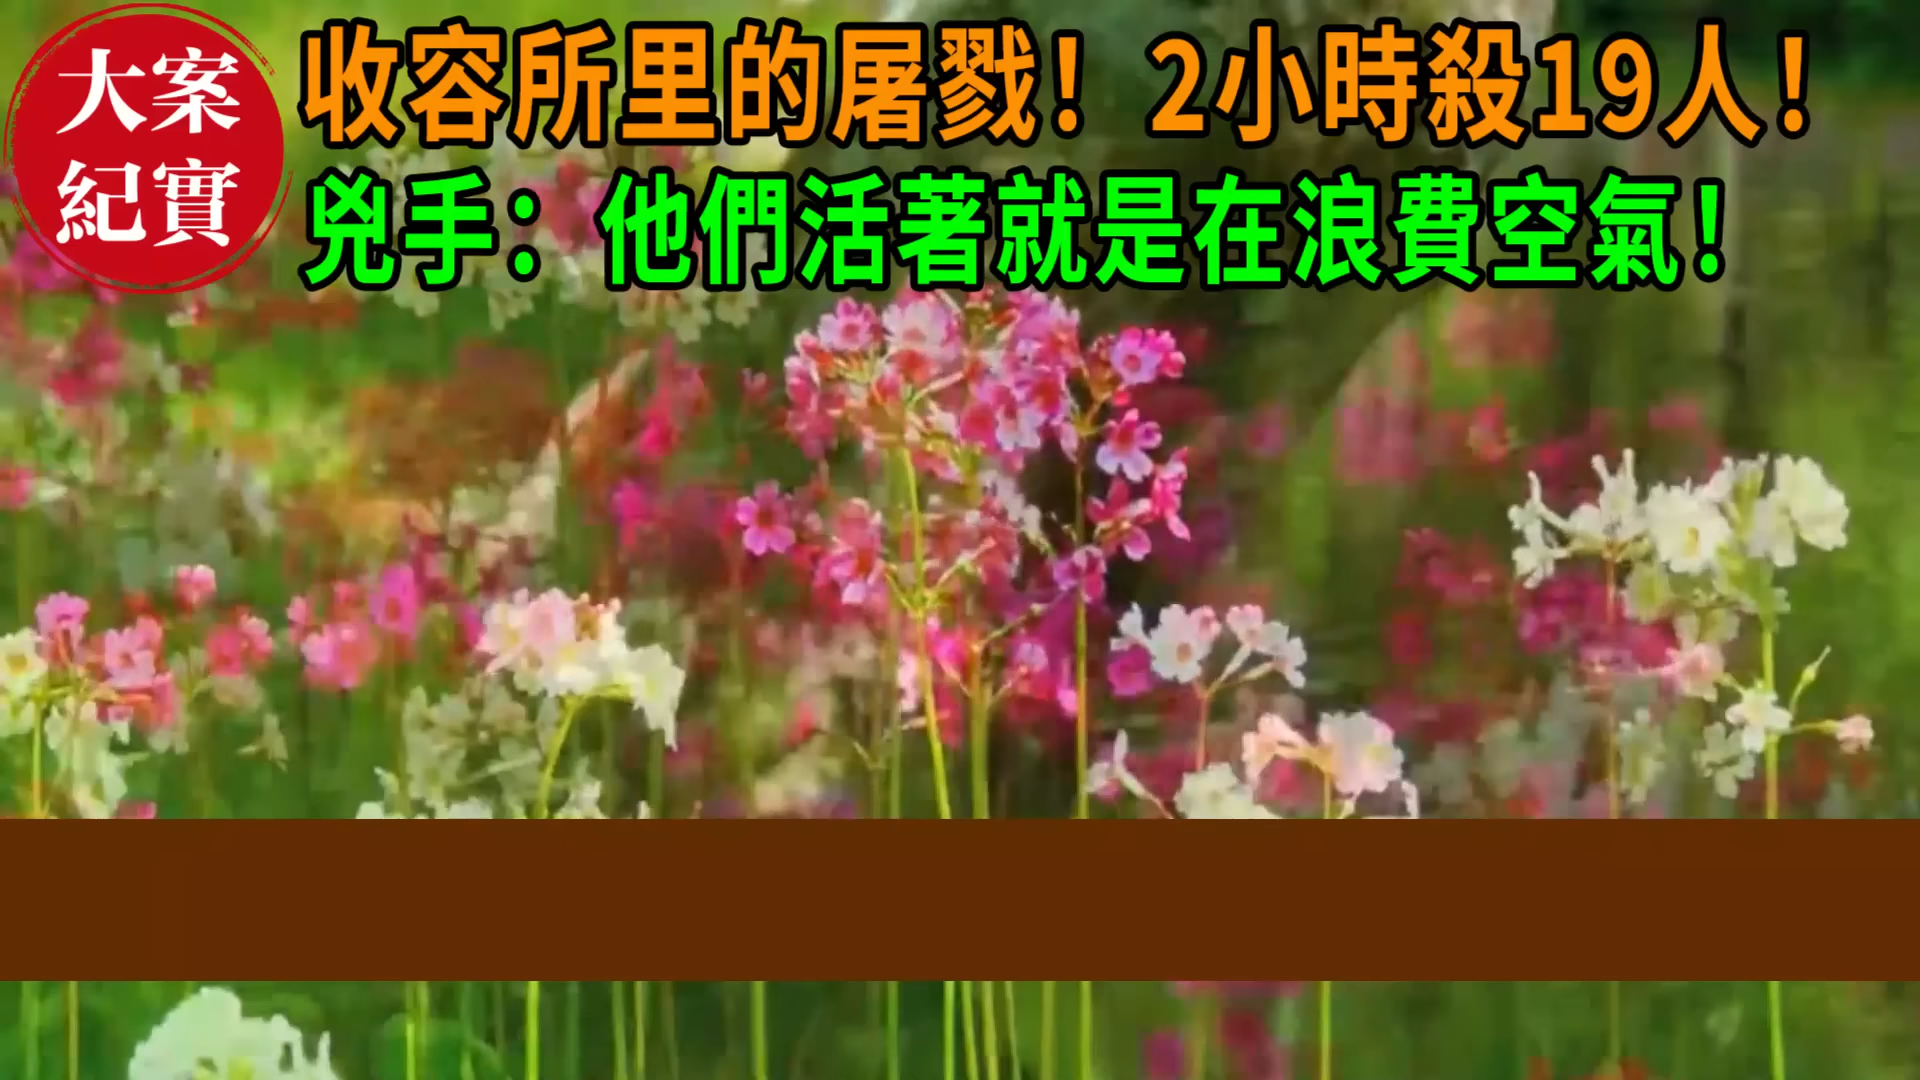 大案
紀實
收容所里的屠戮！2小時殺19人！
兇手：他們活著就是在浪費空氣！